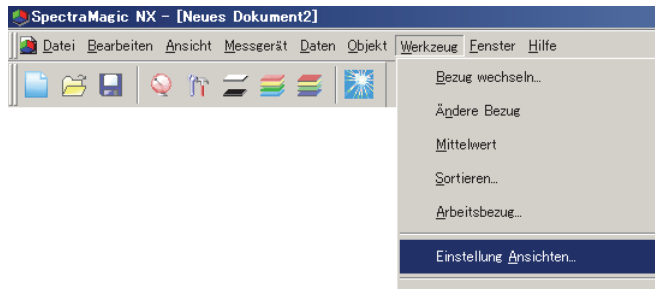 SpectraMagic NX - [Neues Dokument2]
Datei Bearbeiten Ansicht Messgerät Daten Objekt Werkzeug Fenster Hilfe
Bezug wechseln...
Ändere Bezug
Mittelwert
Sortieren...
Arbeitsbezug...
Einstellung Ansichten...